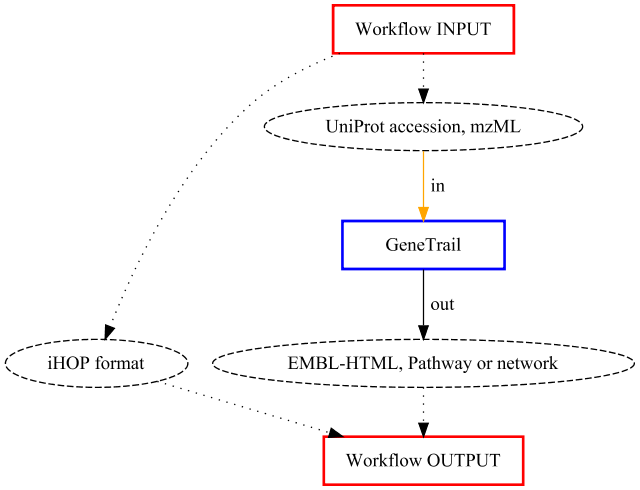 Workflow INPUT
UniProt accession, mzML
in
GeneTrail
out
iHOP format
EMBL-HTML, Pathway or network
Workflow OUTPUT